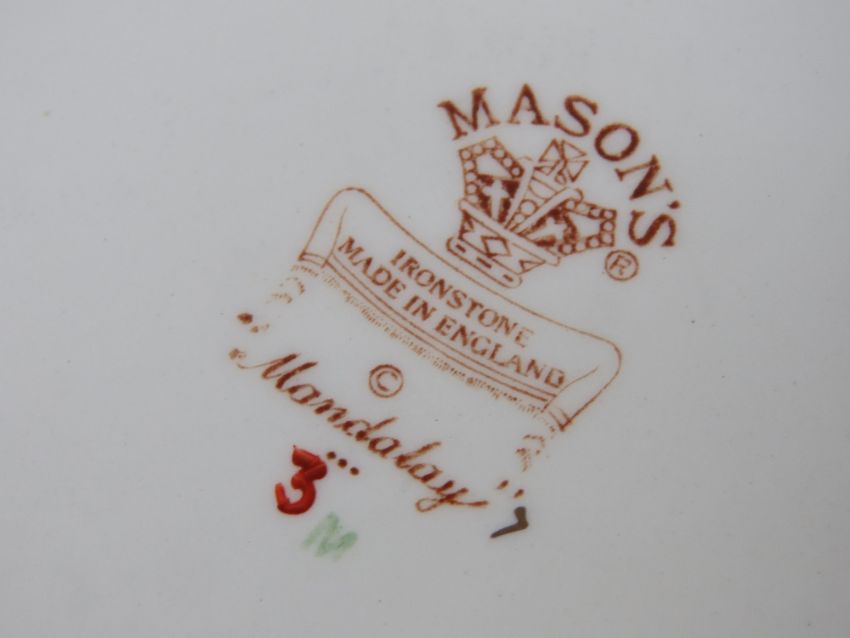 MASON'S
®
IRONSTONE
MADE IN ENGLAND
©
"Mandalay"
3
M